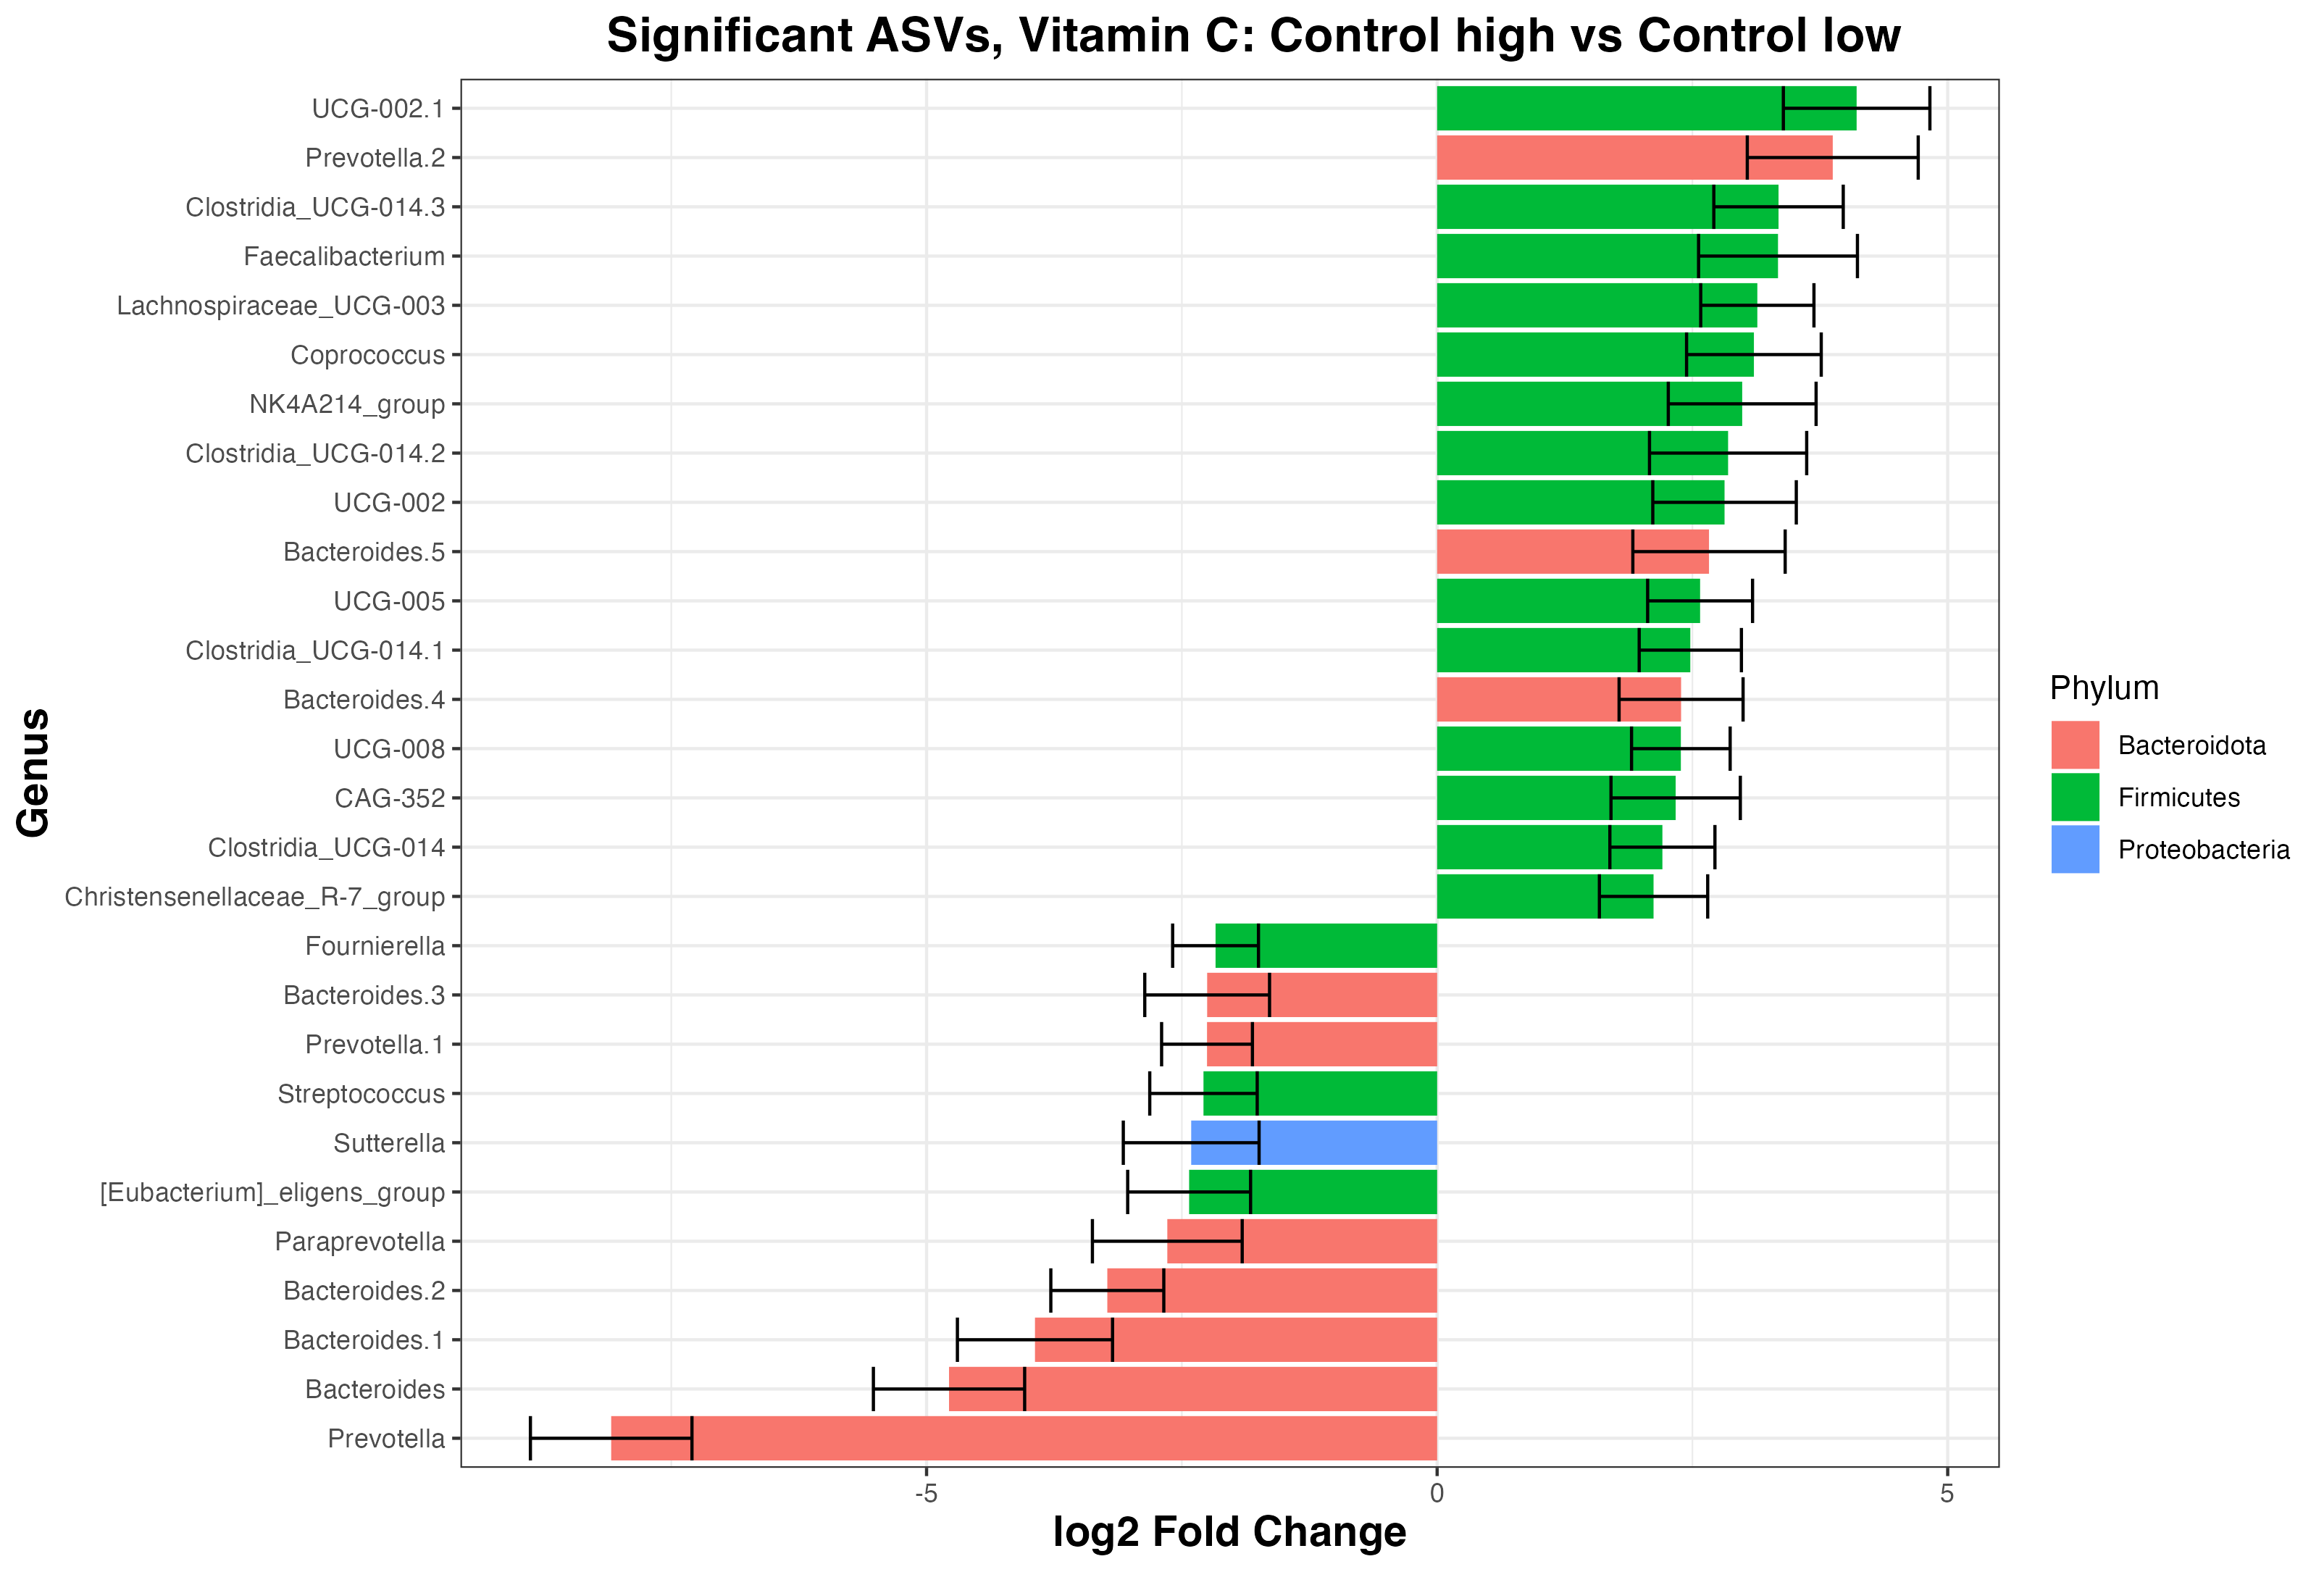 Significant ASVs, Vitamin C: Control high vs Control low
UCG-002.1
Prevotella.2
Clostridia_UCG-014.3
Faecalibacterium
Lachnospiraceae_UCG-003
Coprococcus
NK4A214_group
Clostridia_UCG-014.2
UCG-002
Bacteroides.5
UCG-005
Clostridia_UCG-014.1
Bacteroides.4
UCG-008
CAG-352
Clostridia_UCG-014
Christensenellaceae_R-7_group
Fournierella
Bacteroides.3
Prevotella.1
Streptococcus
Sutterella
[Eubacterium]_eligens_group
Paraprevotella
Bacteroides.2
Bacteroides.1
Bacteroides
Prevotella
Genus
-5
0
5
log2 Fold Change
Phylum
Bacteroidota
Firmicutes
Proteobacteria